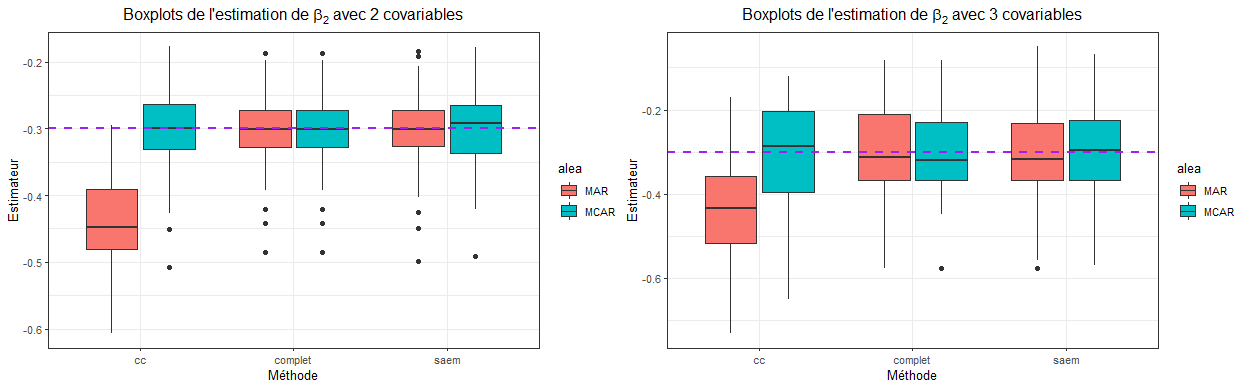 Boxplots de l'estimation de β₂ avec 2 covariables
Estimateur
-0.2
-0.3
-0.4
-0.5
-0.6
cc
complet
saem
Méthode
alea
MAR
MCAR
Boxplots de l'estimation de β₂ avec 3 covariables
Estimateur
-0.2
-0.4
-0.6
cc
complet
saem
Méthode
alea
MAR
MCAR